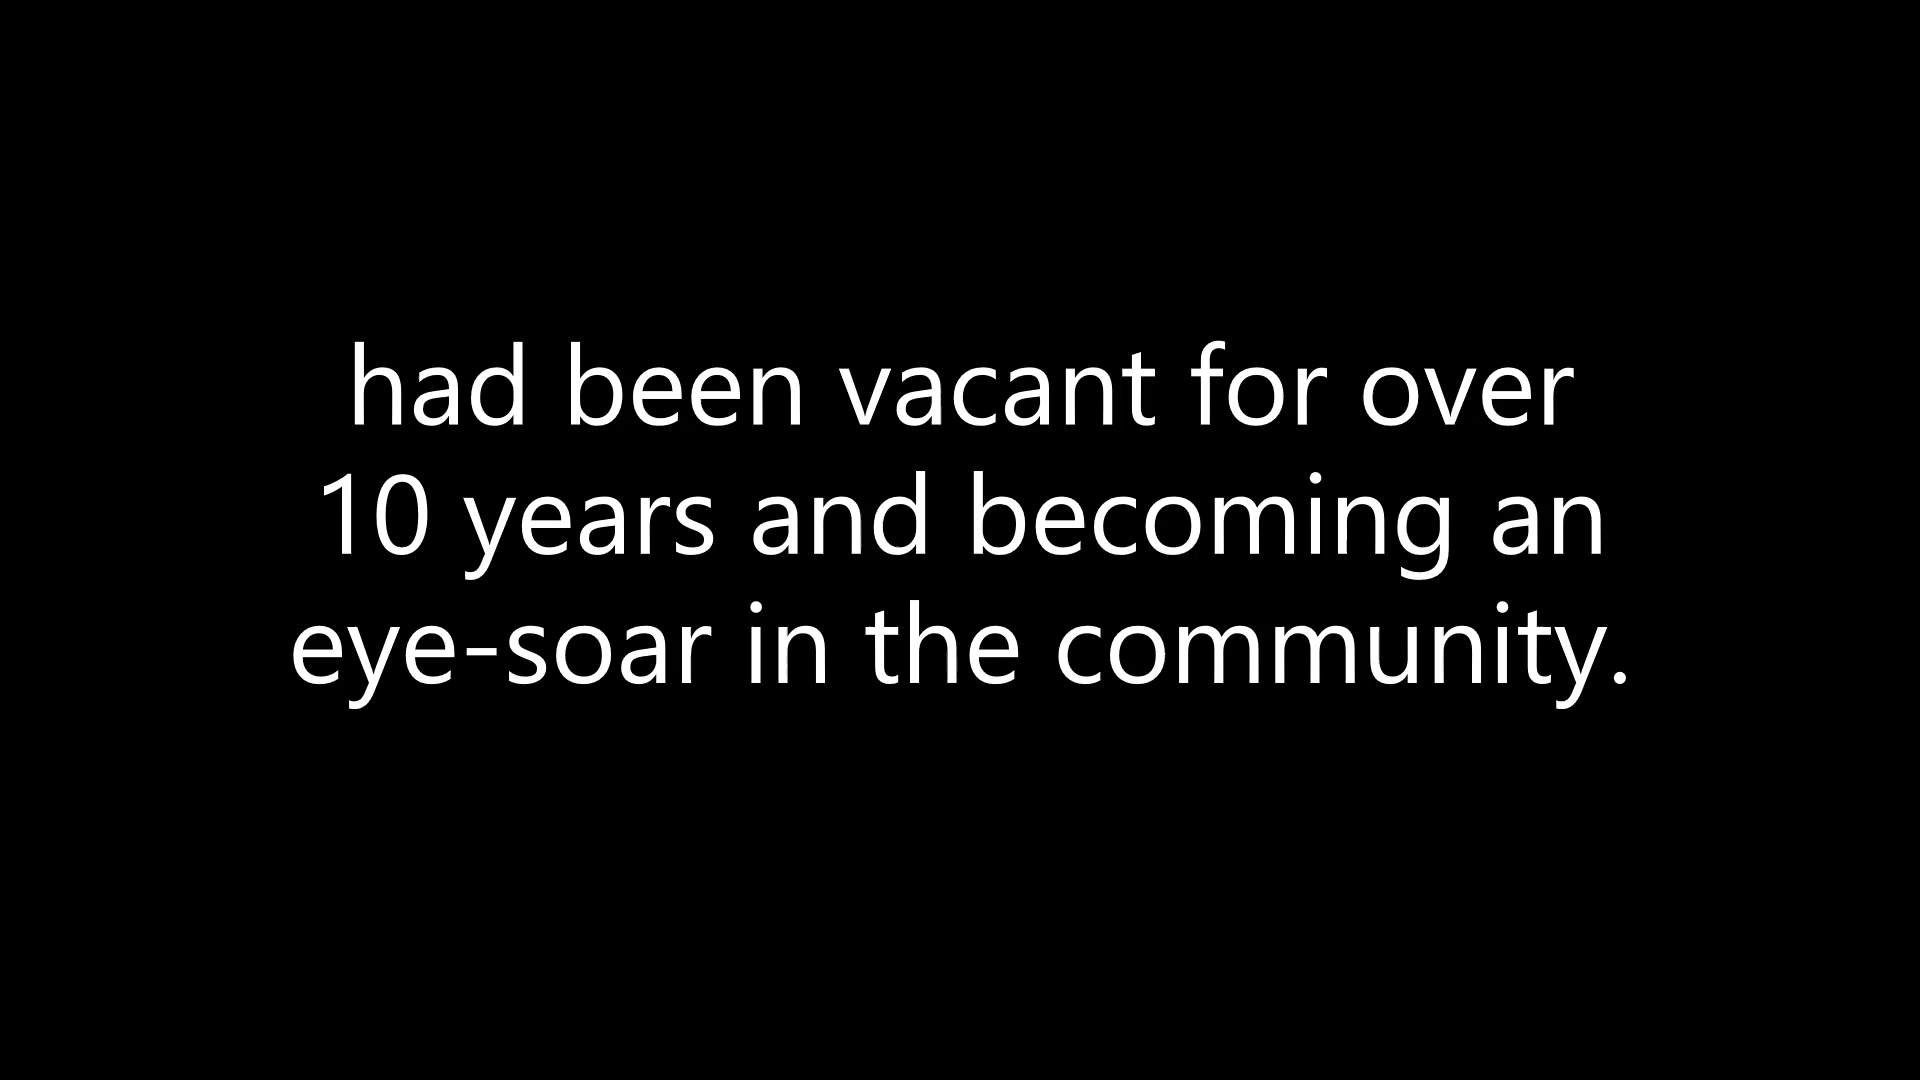 had been vacant for over
10 years and becoming an
eye-soar in the community.